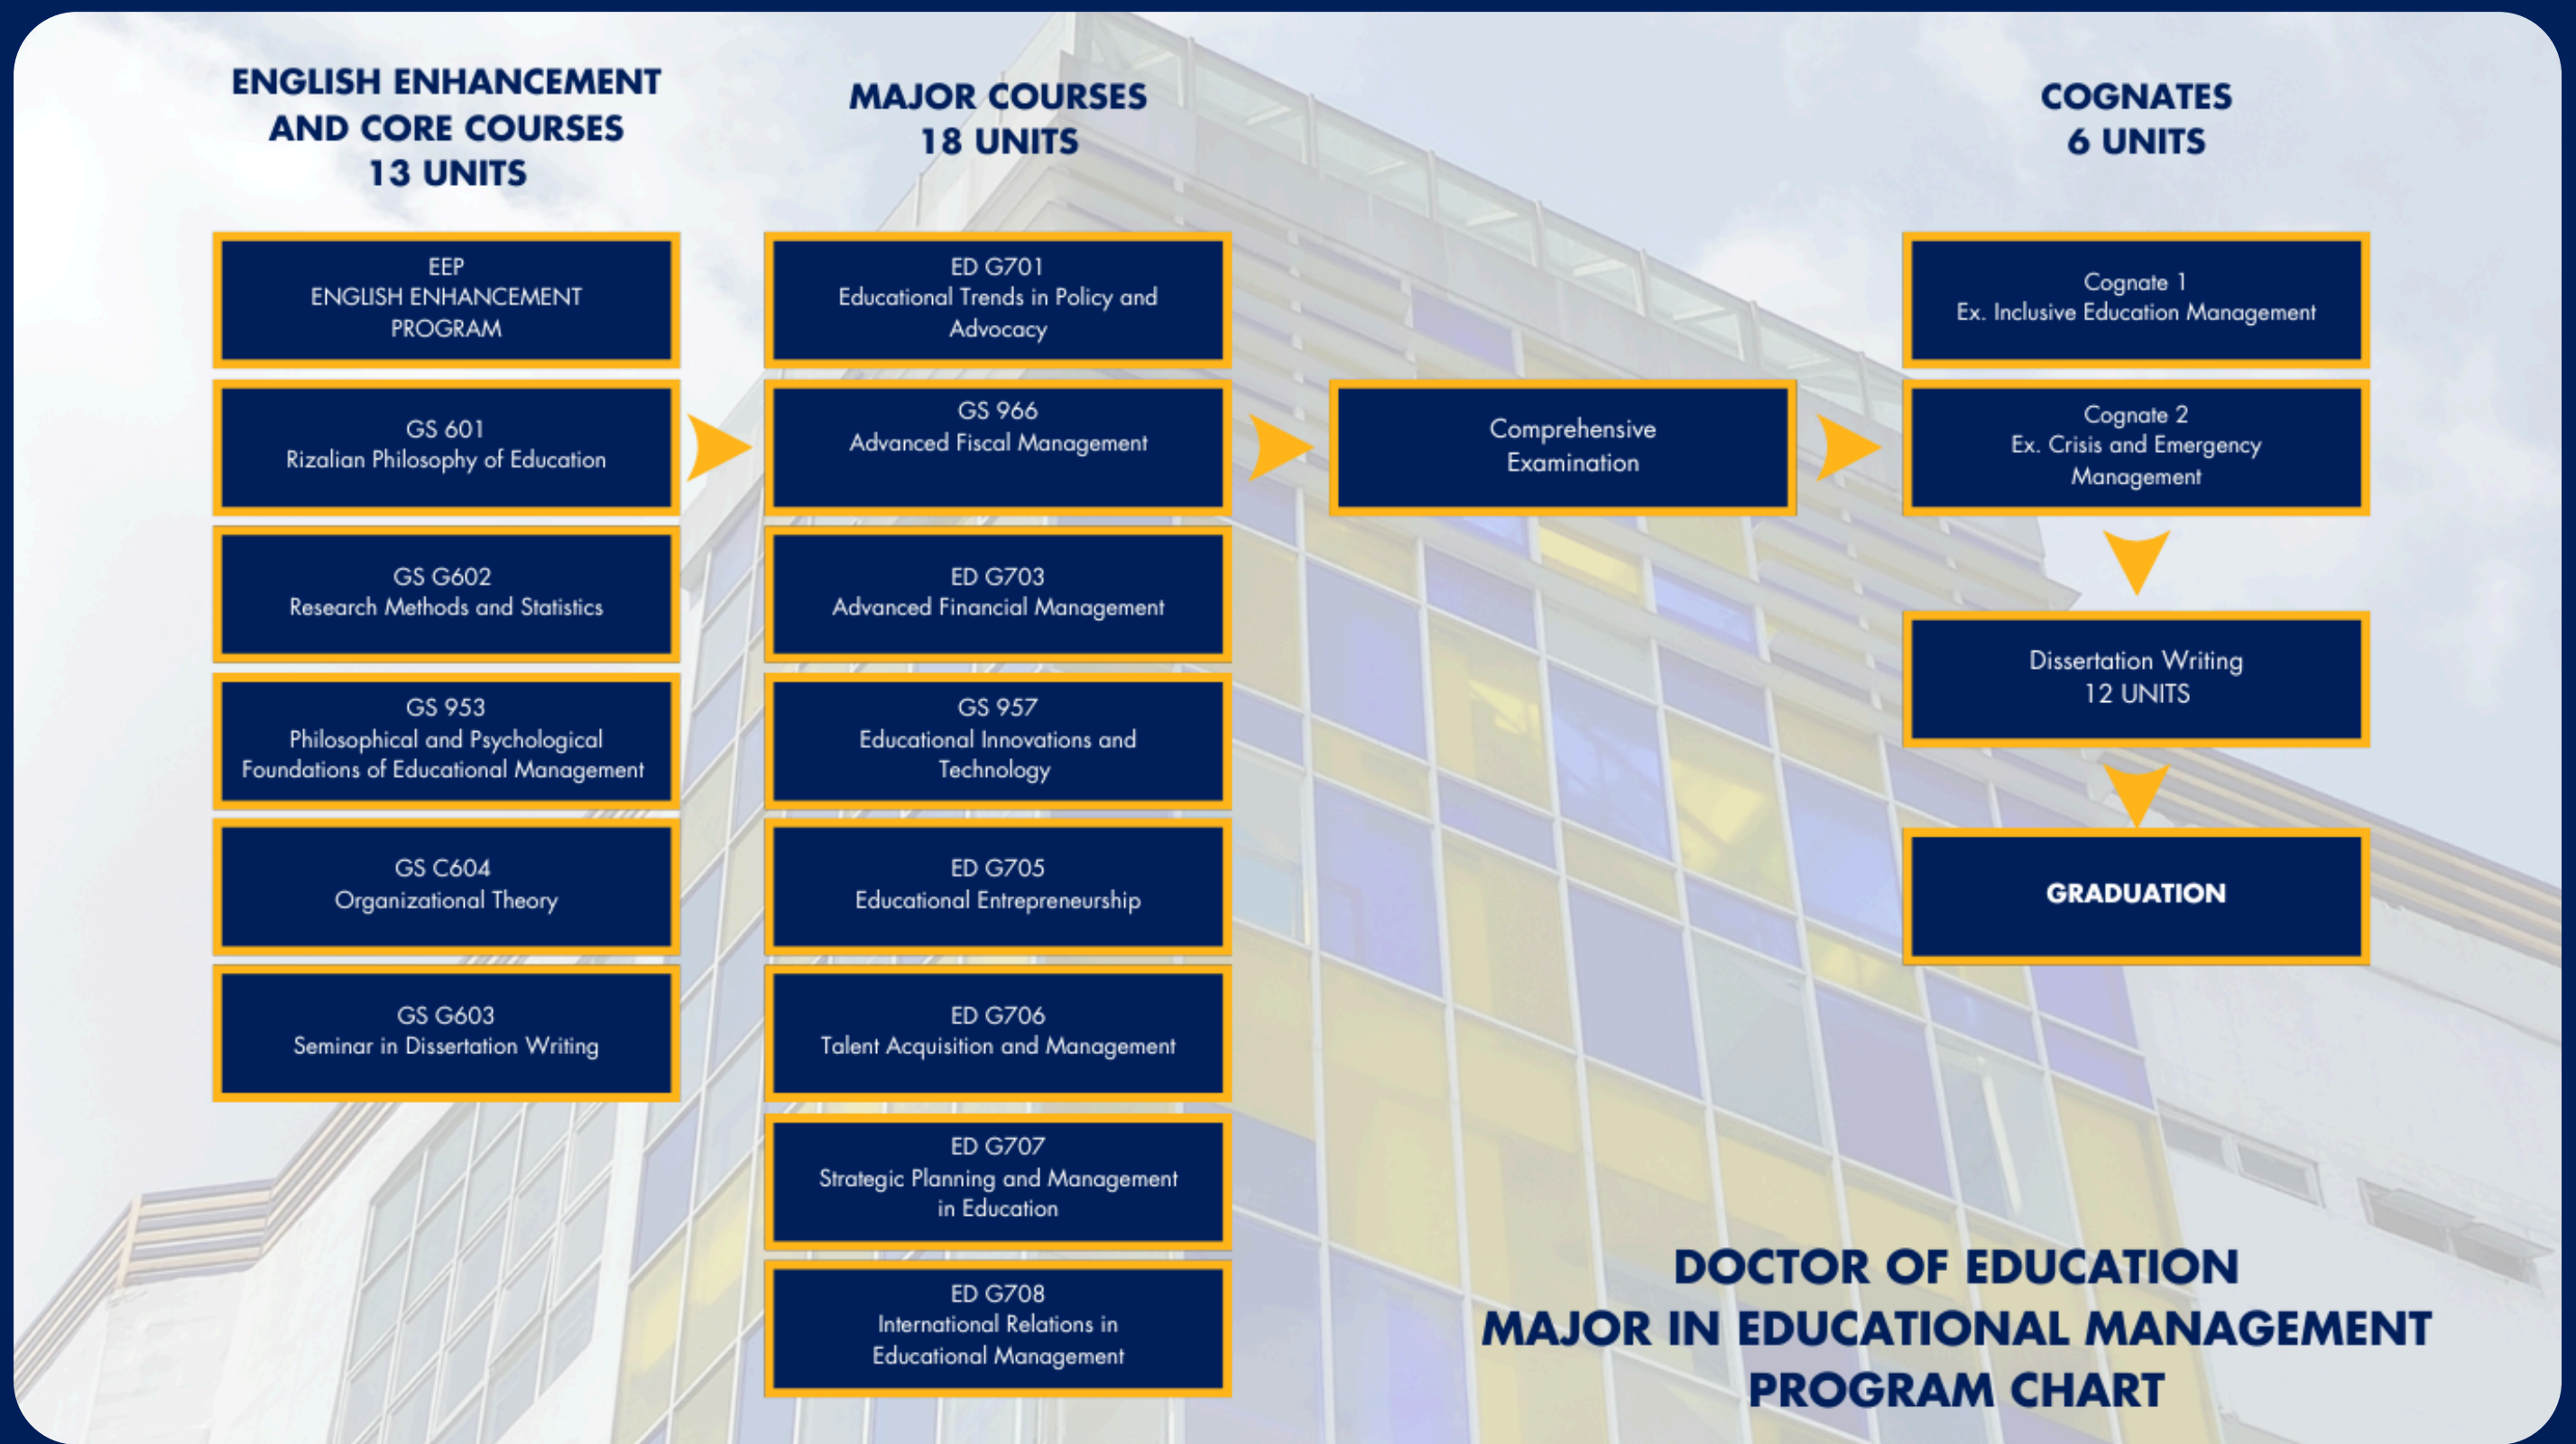 ENGLISH ENHANCEMENT
AND CORE COURSES
13 UNITS
EEP
ENGLISH ENHANCEMENT
PROGRAM
GS 601
Rizalian Philosophy of Education
GS G602
Research Methods and Statistics
GS 953
Philosophical and Psychological
Foundations of Educational Management
GS C604
Organizational Theory
GS G603
Seminar in Dissertation Writing
MAJOR COURSES
18 UNITS
ED G701
Educational Trends in Policy and
Advocacy
GS 966
Advanced Fiscal Management
ED G703
Advanced Financial Management
GS 957
Educational Innovations and
Technology
ED G705
Educational Entrepreneurship
ED G706
Talent Acquisition and Management
ED G707
Strategic Planning and Management
in Education
ED G708
International Relations in
Educational Management
Comprehensive
Examination
COGNATES
6 UNITS
Cognate 1
Ex. Inclusive Education Management
Cognate 2
Ex. Crisis and Emergency
Management
Dissertation Writing
12 UNITS
GRADUATION
DOCTOR OF EDUCATION
MAJOR IN EDUCATIONAL MANAGEMENT
PROGRAM CHART